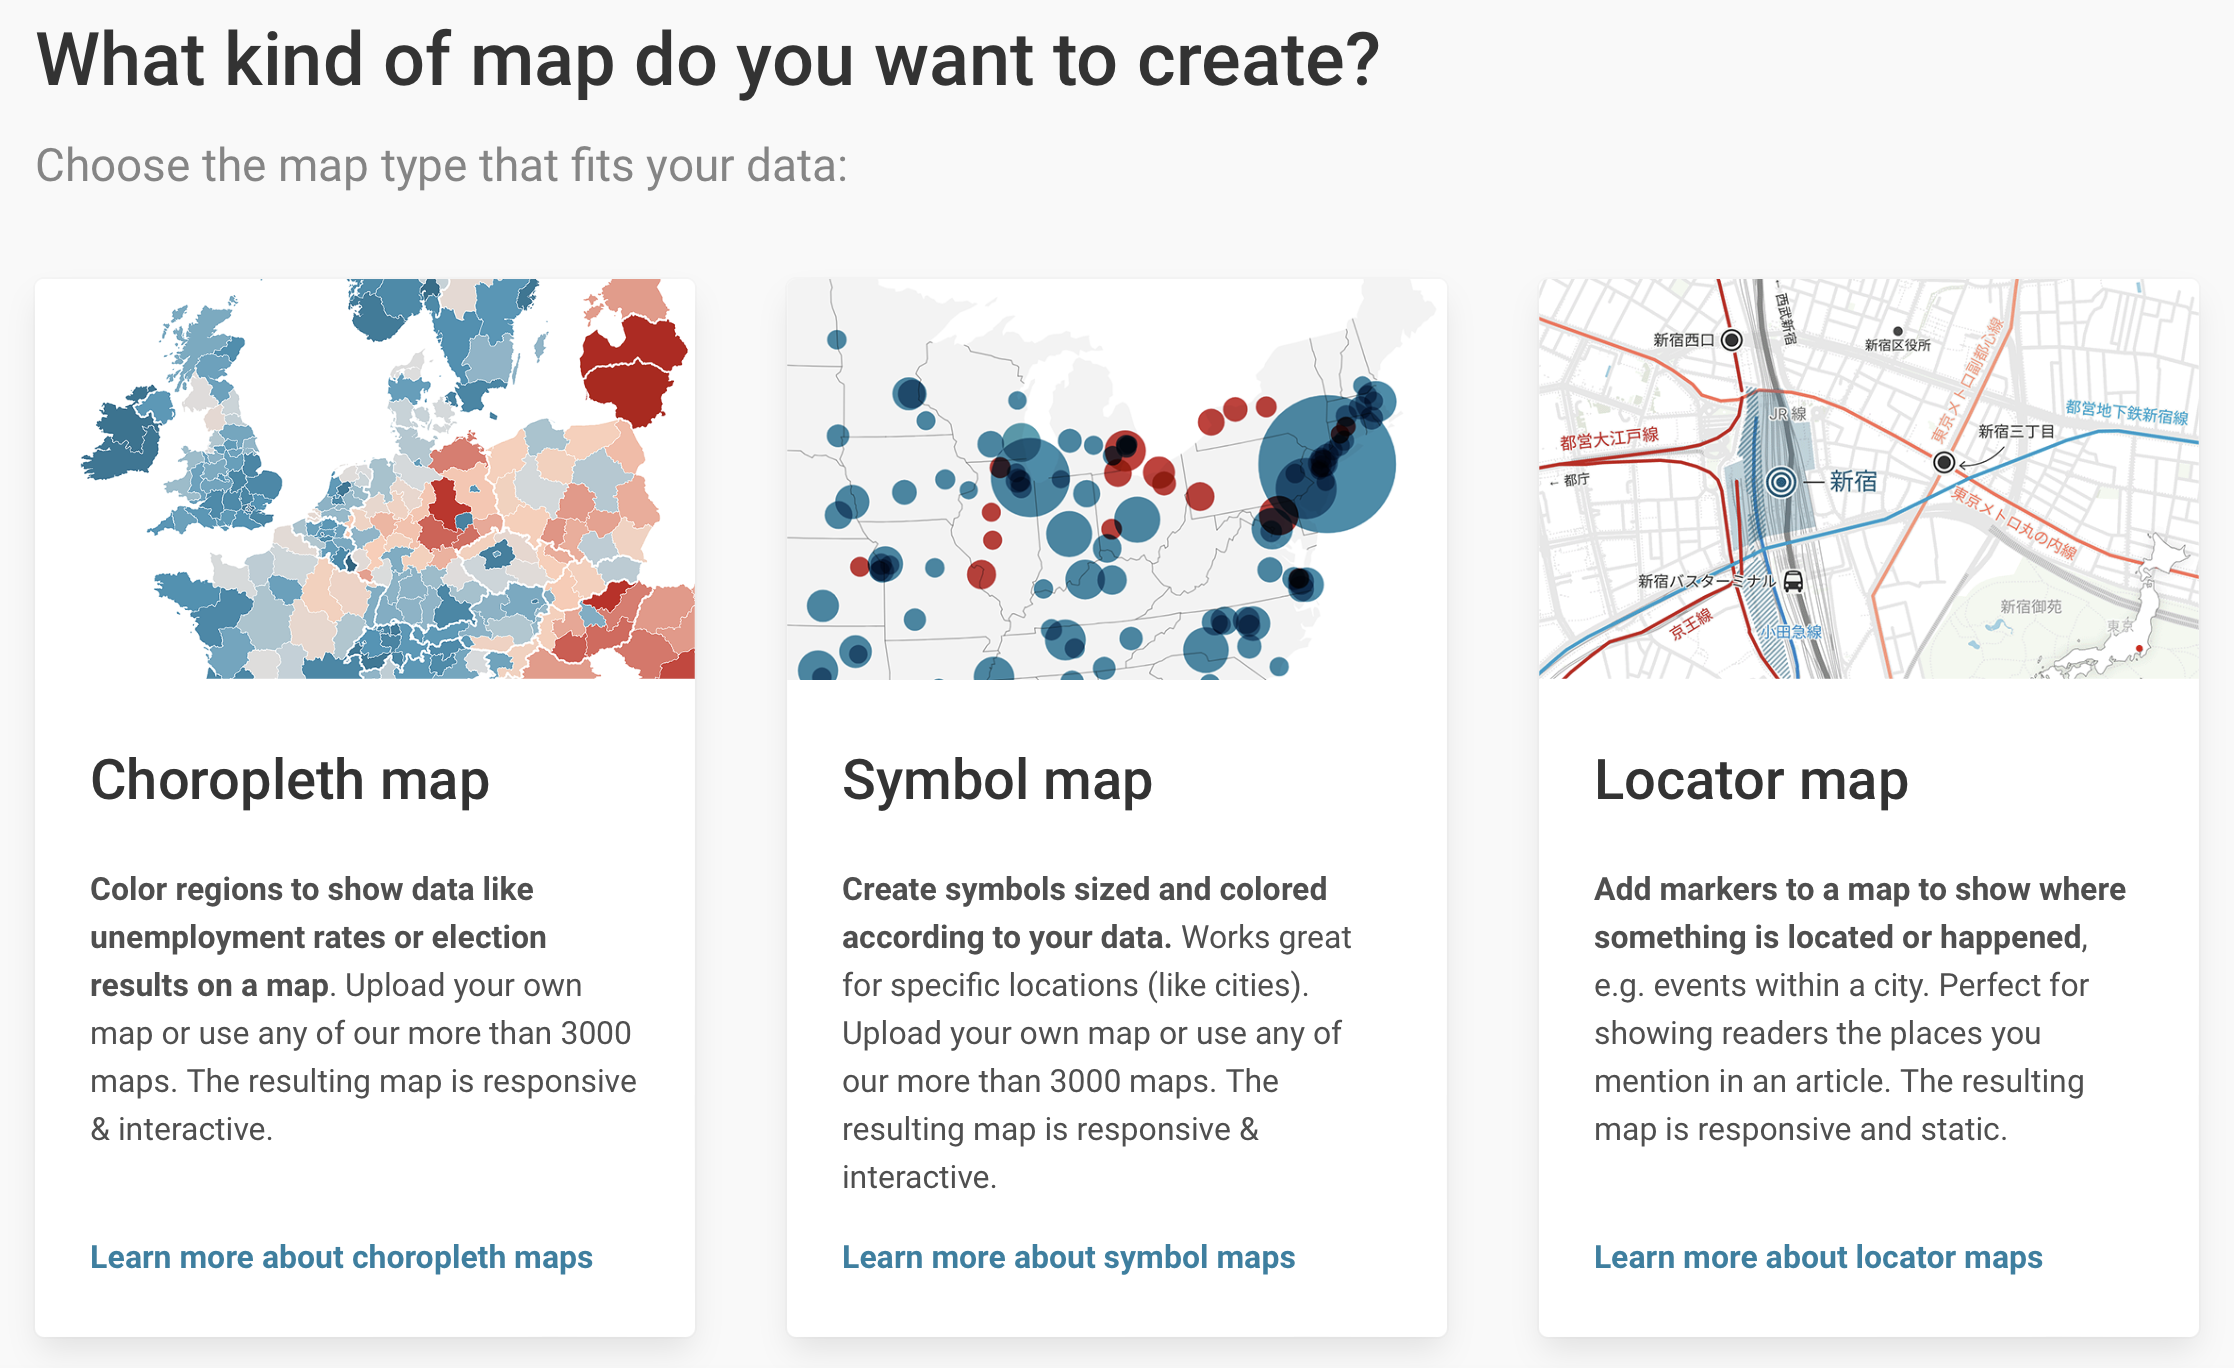 What kind of map do you want to create?
Choose the map type that fits your data:
← 西武新宿
新宿西口
新宿区役所
東京メトロ副都心線
JR 線
都営地下鉄新宿線
新宿三丁目
都営大江戸線
← 都庁
新宿
東京メトロ丸の内線
新宿バスターミナル
新宿御苑
東京
京王線
小田急線
Choropleth map
Color regions to show data like
unemployment rates or election
results on a map. Upload your own
map or use any of our more than 3000
maps. The resulting map is responsive
& interactive.
Learn more about choropleth maps
Symbol map
Create symbols sized and colored
according to your data. Works great
for specific locations (like cities).
Upload your own map or use any of
our more than 3000 maps. The
resulting map is responsive &
interactive.
Learn more about symbol maps
Locator map
Add markers to a map to show where
something is located or happened,
e.g. events within a city. Perfect for
showing readers the places you
mention in an article. The resulting
map is responsive and static.
Learn more about locator maps